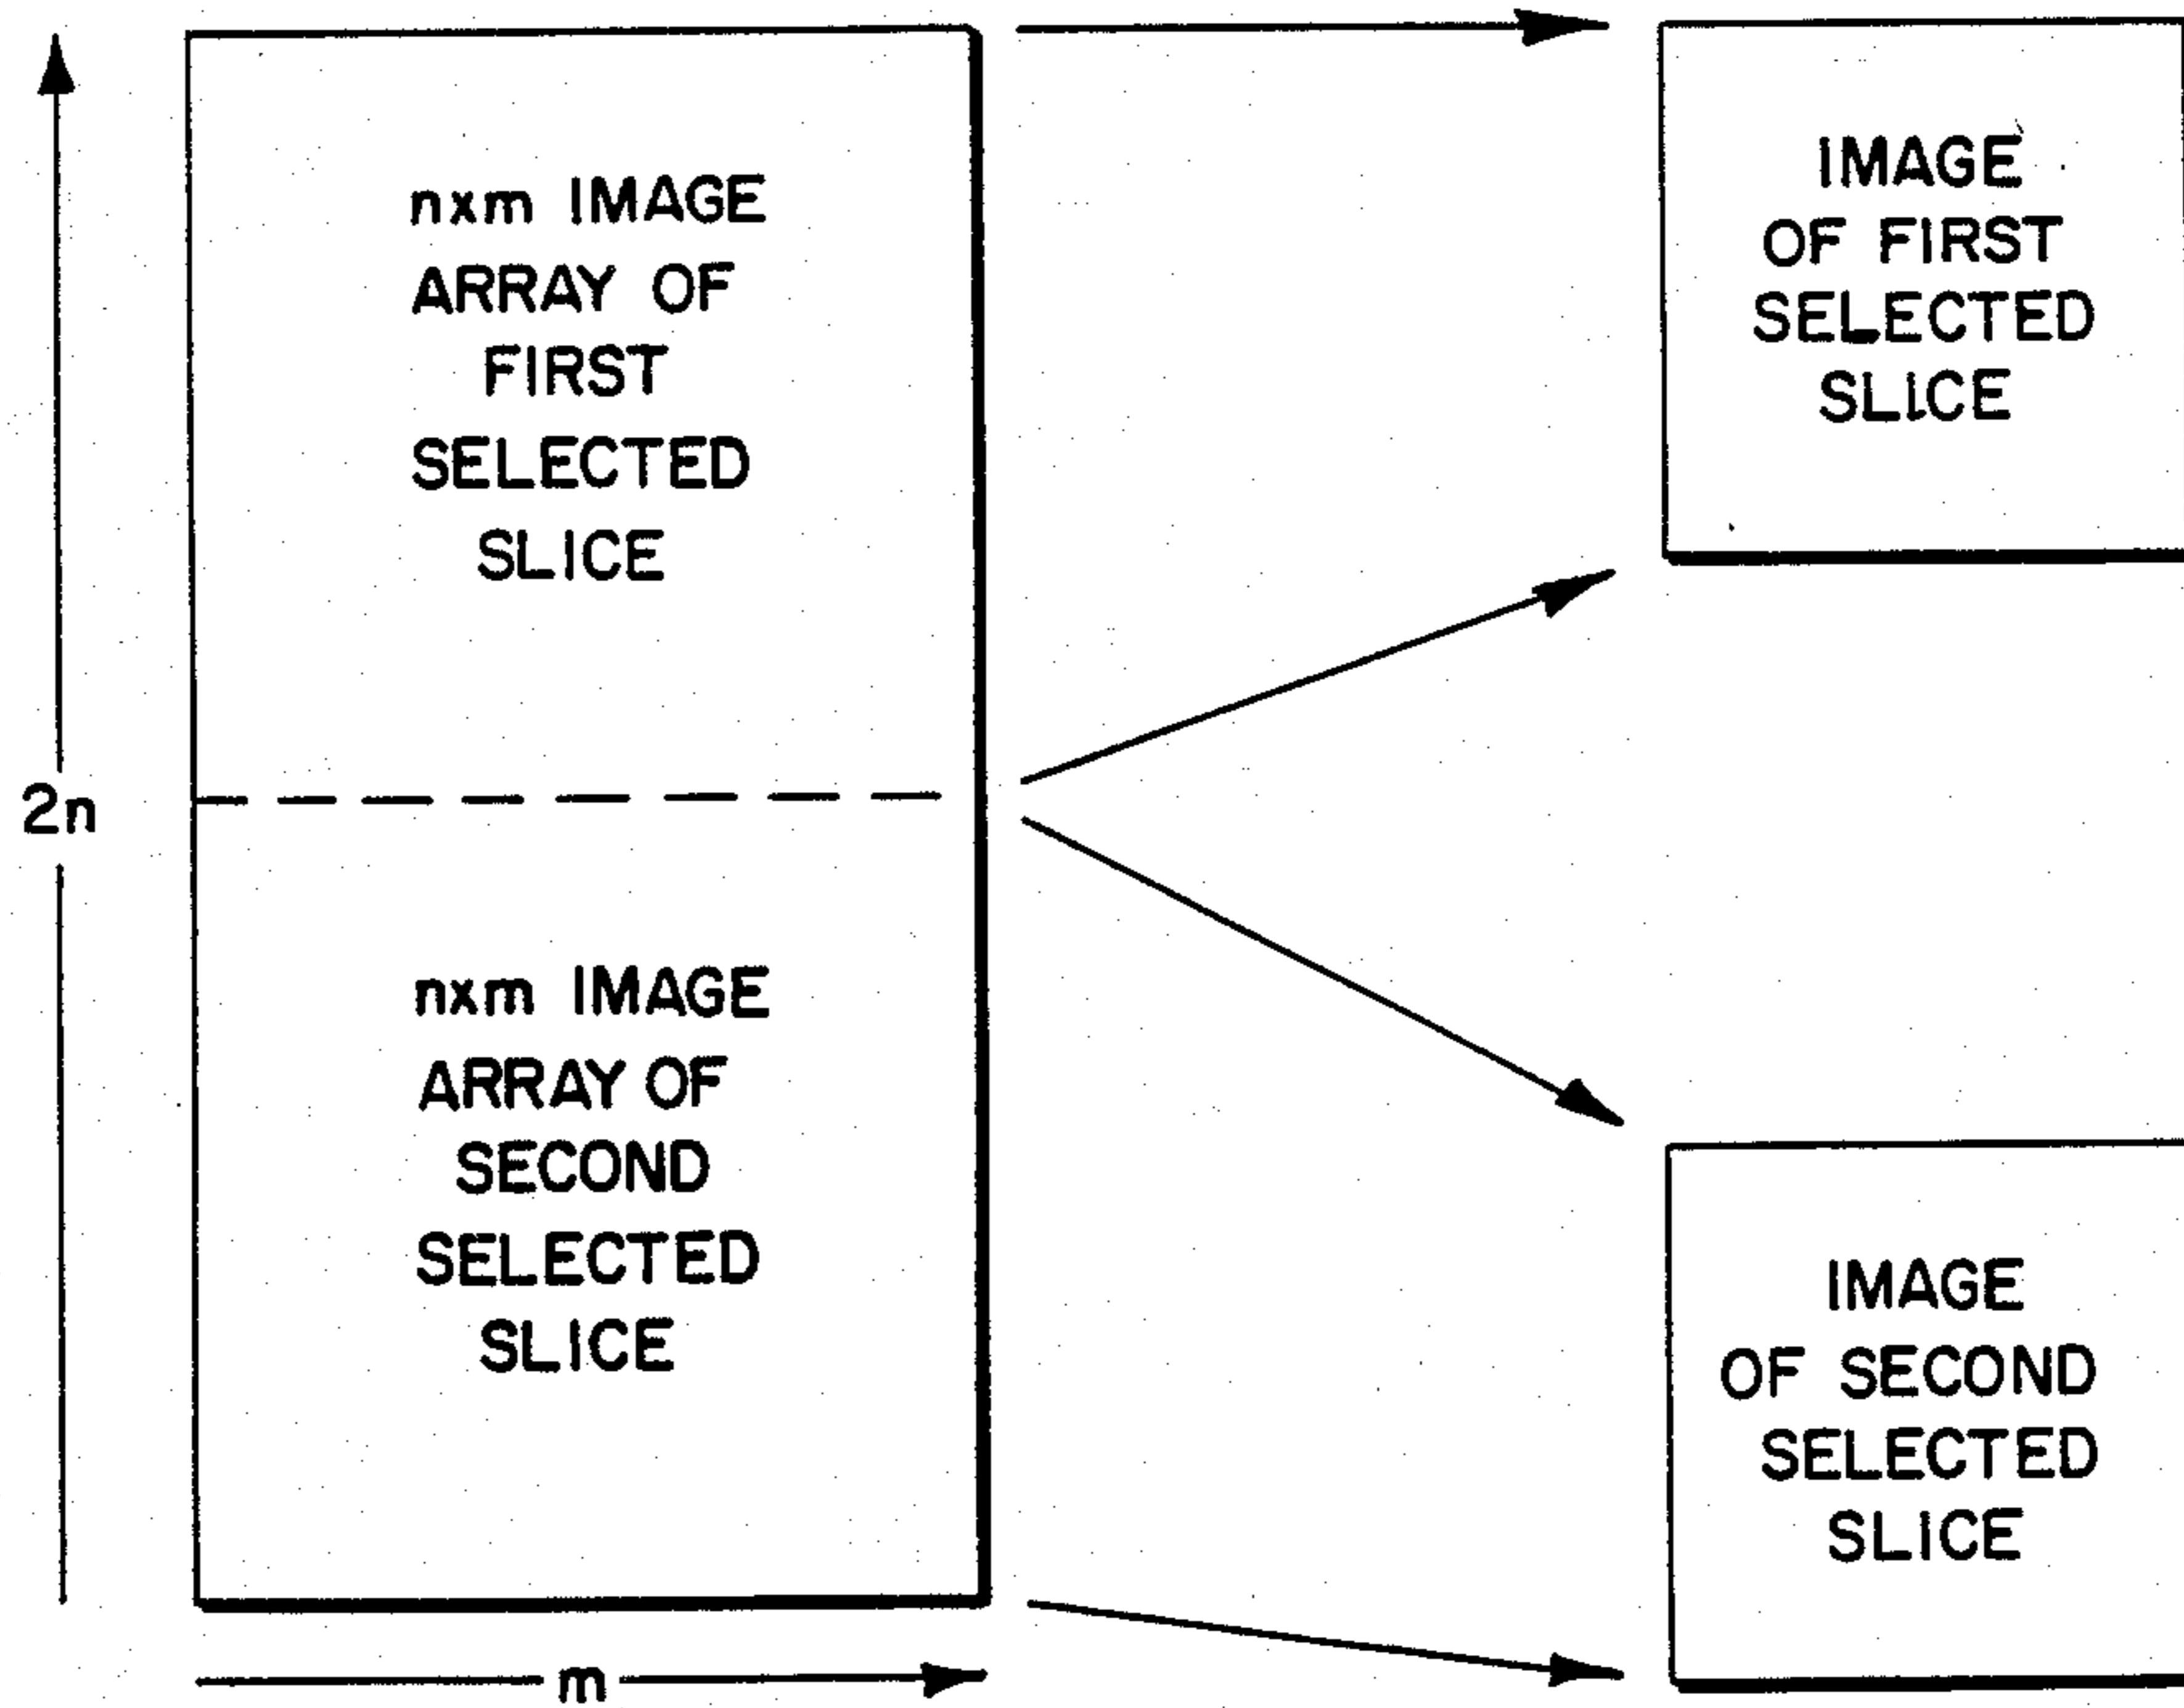 nxm IMAGE
ARRAY OF
FIRST
SELECTED
SLICE
2n
nxm IMAGE
ARRAY OF
SECOND
SELECTED
SLICE
m
IMAGE
OF FIRST
SELECTED
SLICE
IMAGE
OF SECOND
SELECTED
SLICE